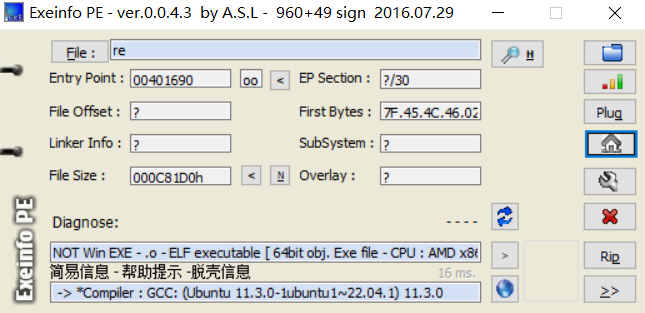 Exeinfo PE - ver.0.0.4.3 by A.S.L - 960+49 sign 2016.07.29
File : re H
Entry Point : 00401690 oo < EP Section : ?/30
File Offset : ? First Bytes : 7F.45.4C.46.02 Plug
Linker Info : ? SubSystem : ?
File Size : 000C81D0h < N Overlay : ?
Diagnose: ----
NOT Win EXE - .o - ELF executable [ 64bit obj. Exe file - CPU : AMD x86 > Rip
简易信息 - 帮助提示 -脱壳信息 16 ms.
-> *Compiler : GCC: (Ubuntu 11.3.0-1ubuntu1~22.04.1) 11.3.0 >>
Exeinfo PE